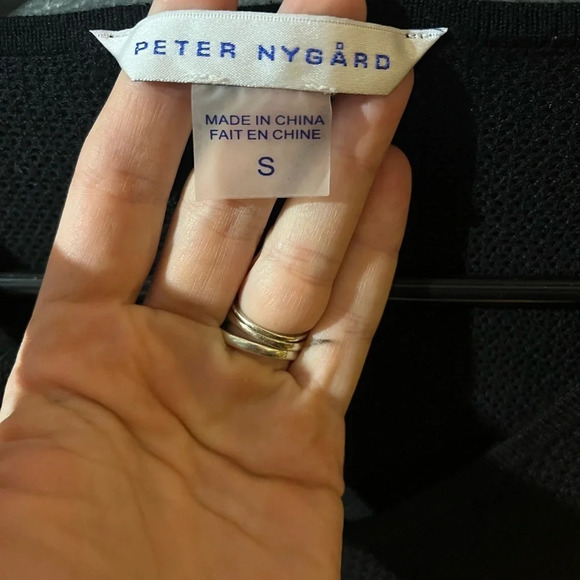 PETER NYGÅRD
MADE IN CHINA
FAIT EN CHINE
S